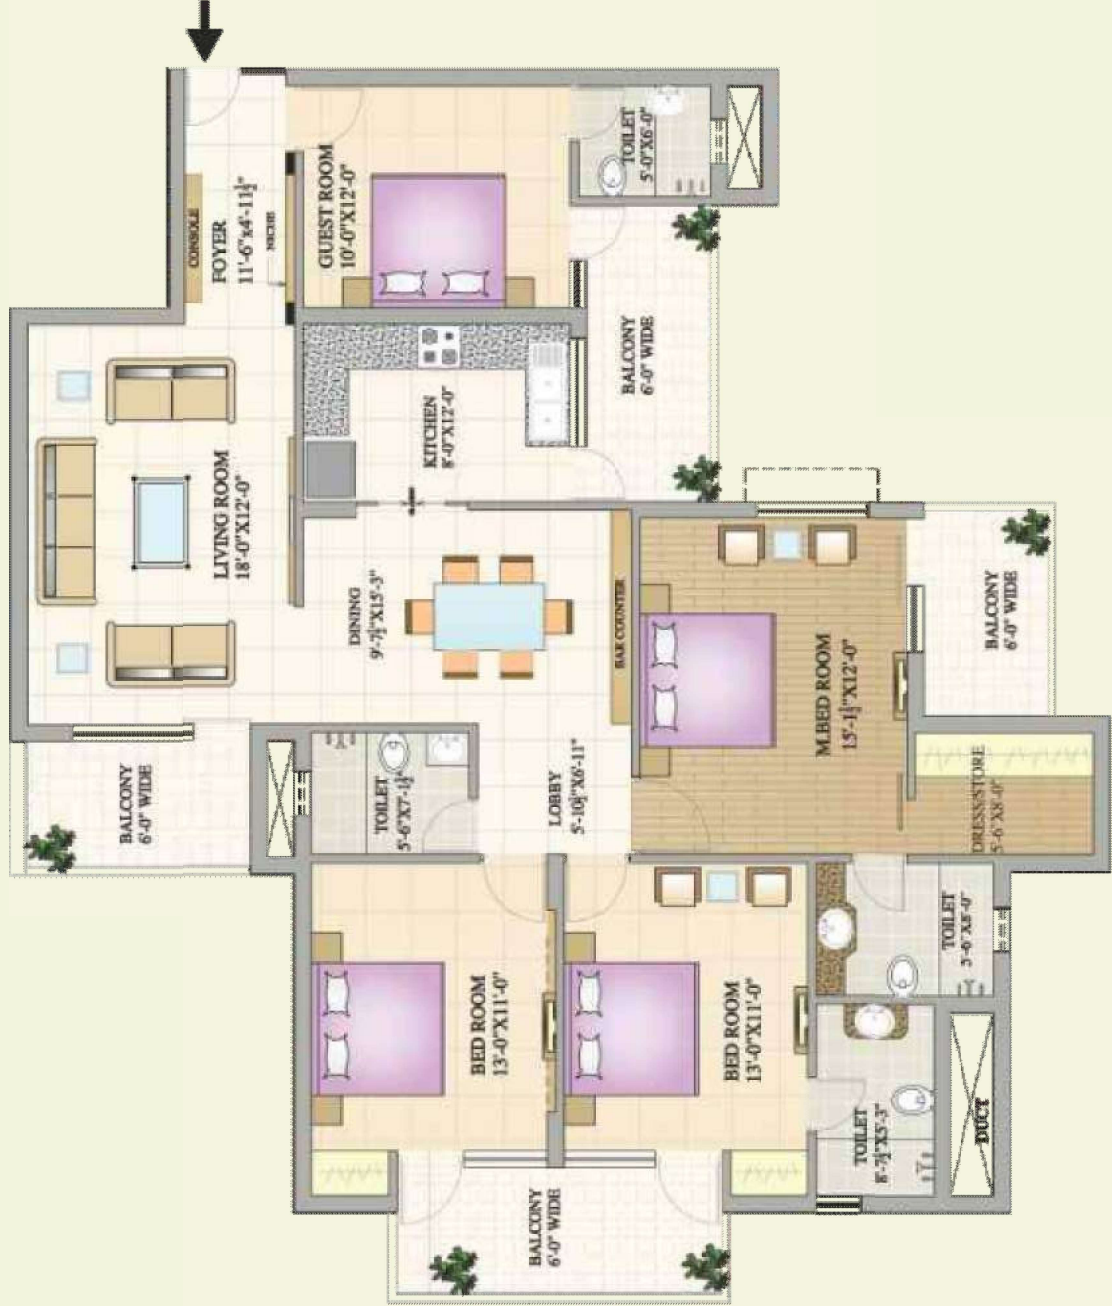 CONSOLE
FOYER
11'-6"x4'-11½"
NICHE
GUEST ROOM
10'-0"X12'-0"
TOILET
5'-0"X6'-0"
BALCONY
6'-0" WIDE
KITCHEN
8'-0"X12'-0"
LIVING ROOM
18'-0"X12'-0"
DINING
9'-7½"X15'-3"
BAR COUNTER
M.BED ROOM
15'-1½"X12'-0"
BALCONY
6'-0" WIDE
BALCONY
6'-0" WIDE
TOILET
5'-6"X7'-1½"
LOBBY
5'-10½"X6'-11"
DRESS/STORE
5'-6"X8'-0"
BED ROOM
13'-0"X11'-0"
BED ROOM
13'-0"X11'-0"
TOILET
5'-6"X8'-0"
TOILET
8'-7½"X5'-3"
DUCT
BALCONY
6'-0" WIDE